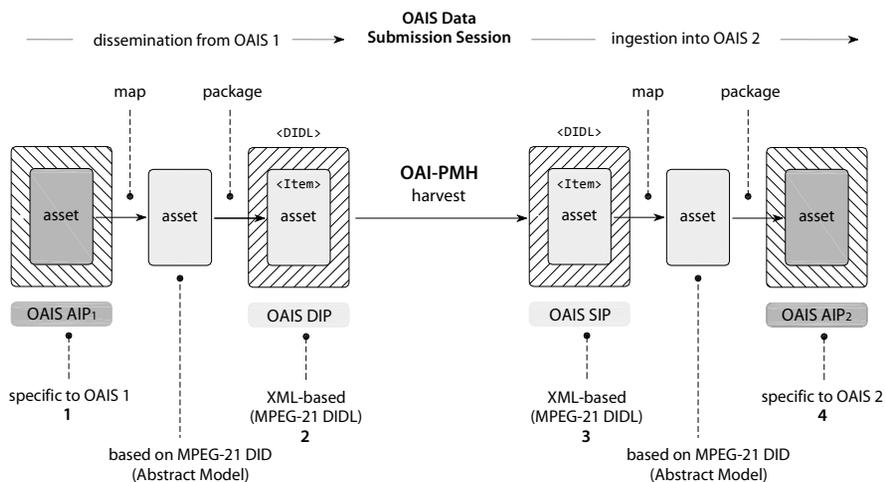 OAIS Data
Submission Session
dissemination from OAIS 1
ingestion into OAIS 2
map
package
map
package
<DIDL>
<DIDL>
OAI-PMH
harvest
<Item>
<Item>
asset
asset
asset
asset
asset
asset
OAIS AIP1
OAIS DIP
OAIS SIP
OAIS AIP2
specific to OAIS 1
1
XML-based
(MPEG-21 DIDL)
2
XML-based
(MPEG-21 DIDL)
3
specific to OAIS 2
4
based on MPEG-21 DID
(Abstract Model)
based on MPEG-21 DID
(Abstract Model)